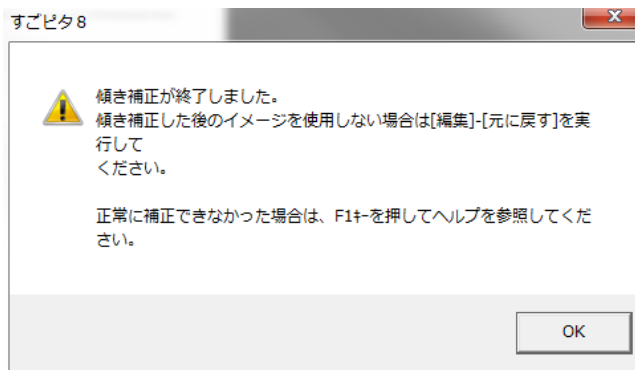 すごピタ8
傾き補正が終了しました。
傾き補正した後のイメージを使用しない場合は[編集]-[元に戻す]を実
行して
ください。
正常に補正できなかった場合は、F1ｷｰを押してヘルプを参照してくだ
さい。
OK